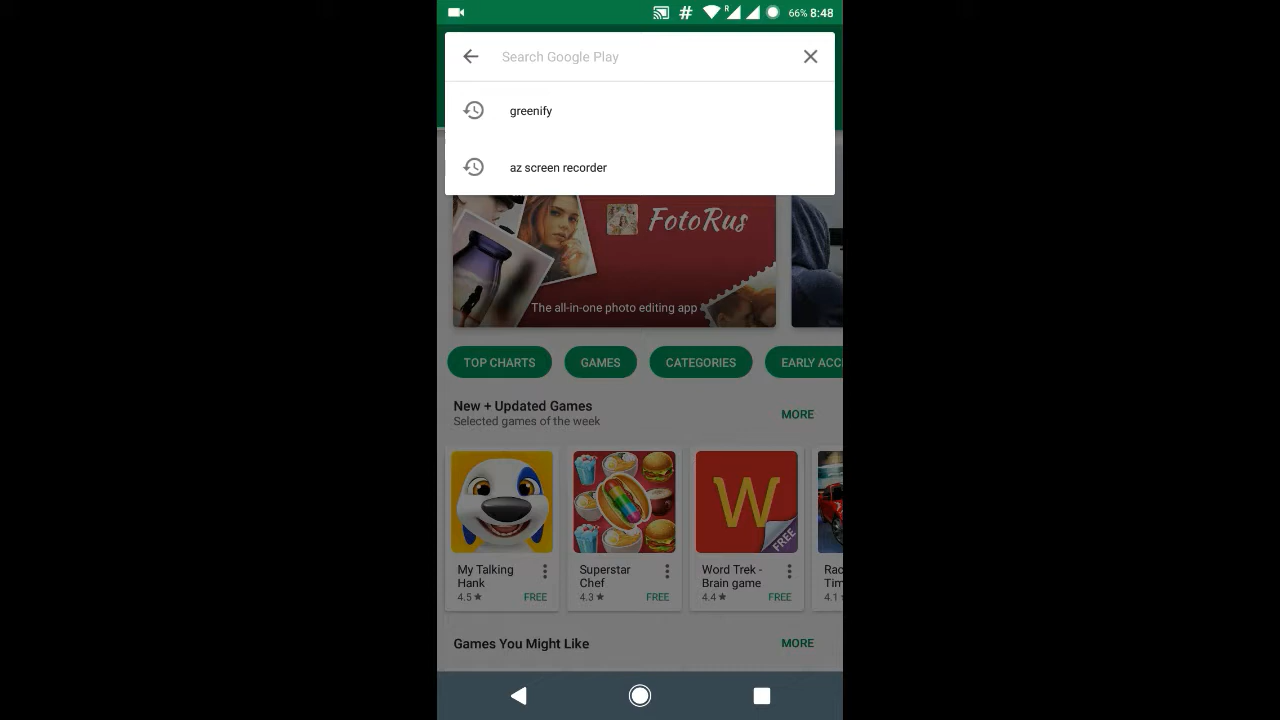 R 66% 8:48
Search Google Play
greenify
az screen recorder
FotoRus
The all-in-one photo editing app
TOP CHARTS GAMES CATEGORIES EARLY ACC
New + Updated Games
MORE
Selected games of the week
W
FREE
My Talking Hank
4.5 FREE
Superstar Chef
4.3 FREE
Word Trek - Brain game
4.4 FREE
Rac
Tim
4.1
Games You Might Like
MORE